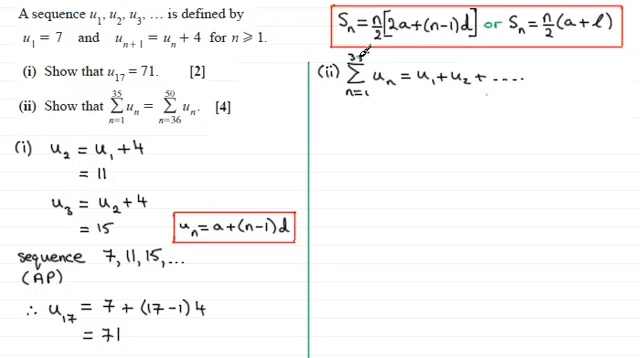 A sequence u₁, u₂, u₃, … is defined by
u₁ = 7 and uₙ₊₁ = uₙ + 4 for n ⩾ 1.
(i) Show that u₁₇ = 71. [2]
(ii) Show that ∑_{n=1}^{35} uₙ = ∑_{n=36}^{50} uₙ. [4]
(i) u₂ = u₁ + 4
= 11
u₃ = u₂ + 4
= 15
uₙ = a + (n-1)d
sequence 7, 11, 15, ...
(AP)
∴ u₁₇ = 7 + (17-1)4
= 71
Sₙ = n/2 [2a + (n-1)d] or Sₙ = n/2 (a + l)
(ii) ∑_{n=1}^{35} uₙ = u₁ + u₂ + ....